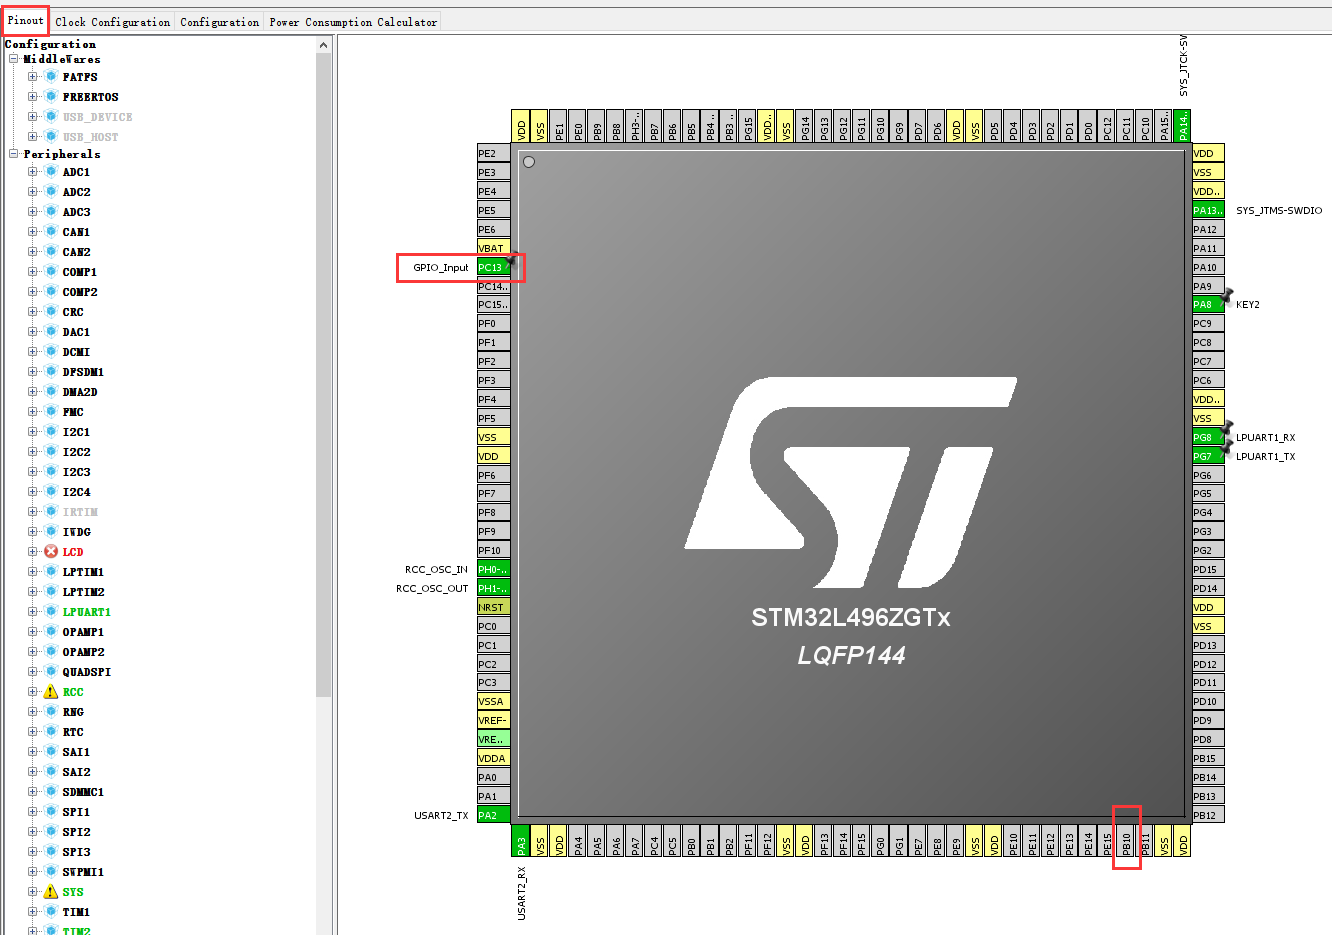 Pinout Clock Configuration Configuration Power Consumption Calculator
Configuration
MiddleWares
FATFS
FREERTOS
USB_DEVICE
USB_HOST
Peripherals
ADC1
ADC2
ADC3
CAN1
CAN2
COMP1
COMP2
CRC
DAC1
DCMI
DFSDM1
DMA2D
FMC
I2C1
I2C2
I2C3
I2C4
IRTIM
IWDG
LCD
LPTIM1
LPTIM2
LPUART1
OPAMP1
OPAMP2
QUADSPI
RCC
RNG
RTC
SAI1
SAI2
SDMMC1
SPI1
SPI2
SPI3
SWPMI1
SYS
TIM1
TIM2
SYS_JTCK-SW
VDD
VSS
PE1
PE0
PB9
PB8
PH3-..
PB7
PB6
PB5
PB4..
PB3..
PG15
VDD..
VSS
PG14
PG13
PG12
PG11
PG10
PG9
PD7
PD6
VDD
VSS
PD5
PD4
PD3
PD2
PD1
PD0
PC12
PC11
PC10
PA15..
PA14..
PE2
PE3
PE4
PE5
PE6
VBAT
GPIO_Input PC13
PC14..
PC15..
PF0
PF1
PF2
PF3
PF4
PF5
VSS
VDD
PF6
PF7
PF8
PF9
PF10
RCC_OSC_IN PH0-..
RCC_OSC_OUT PH1-..
NRST
PC0
PC1
PC2
PC3
VSSA
VREF-
VRE..
VDDA
PA0
PA1
USART2_TX PA2
STM32L496ZGTx
LQFP144
VDD
VSS
VDD..
PA13.. SYS_JTMS-SWDIO
PA12
PA11
PA10
PA9
PA8 KEY2
PC9
PC8
PC7
PC6
VDD..
VSS
PG8 LPUART1_RX
PG7 LPUART1_TX
PG6
PG5
PG4
PG3
PG2
PD15
PD14
VDD
VSS
PD13
PD12
PD11
PD10
PD9
PD8
PB15
PB14
PB13
PB12
PA3
VSS
VDD
PA4
PA5
PA6
PA7
PC4
PC5
PB0
PB1
PB2
PF11
PF12
VSS
VDD
PF13
PF14
PF15
PG0
PG1
PE7
PE8
PE9
VSS
VDD
PE10
PE11
PE12
PE13
PE14
PE15
PB10
PB11
VSS
VDD
USART2_RX